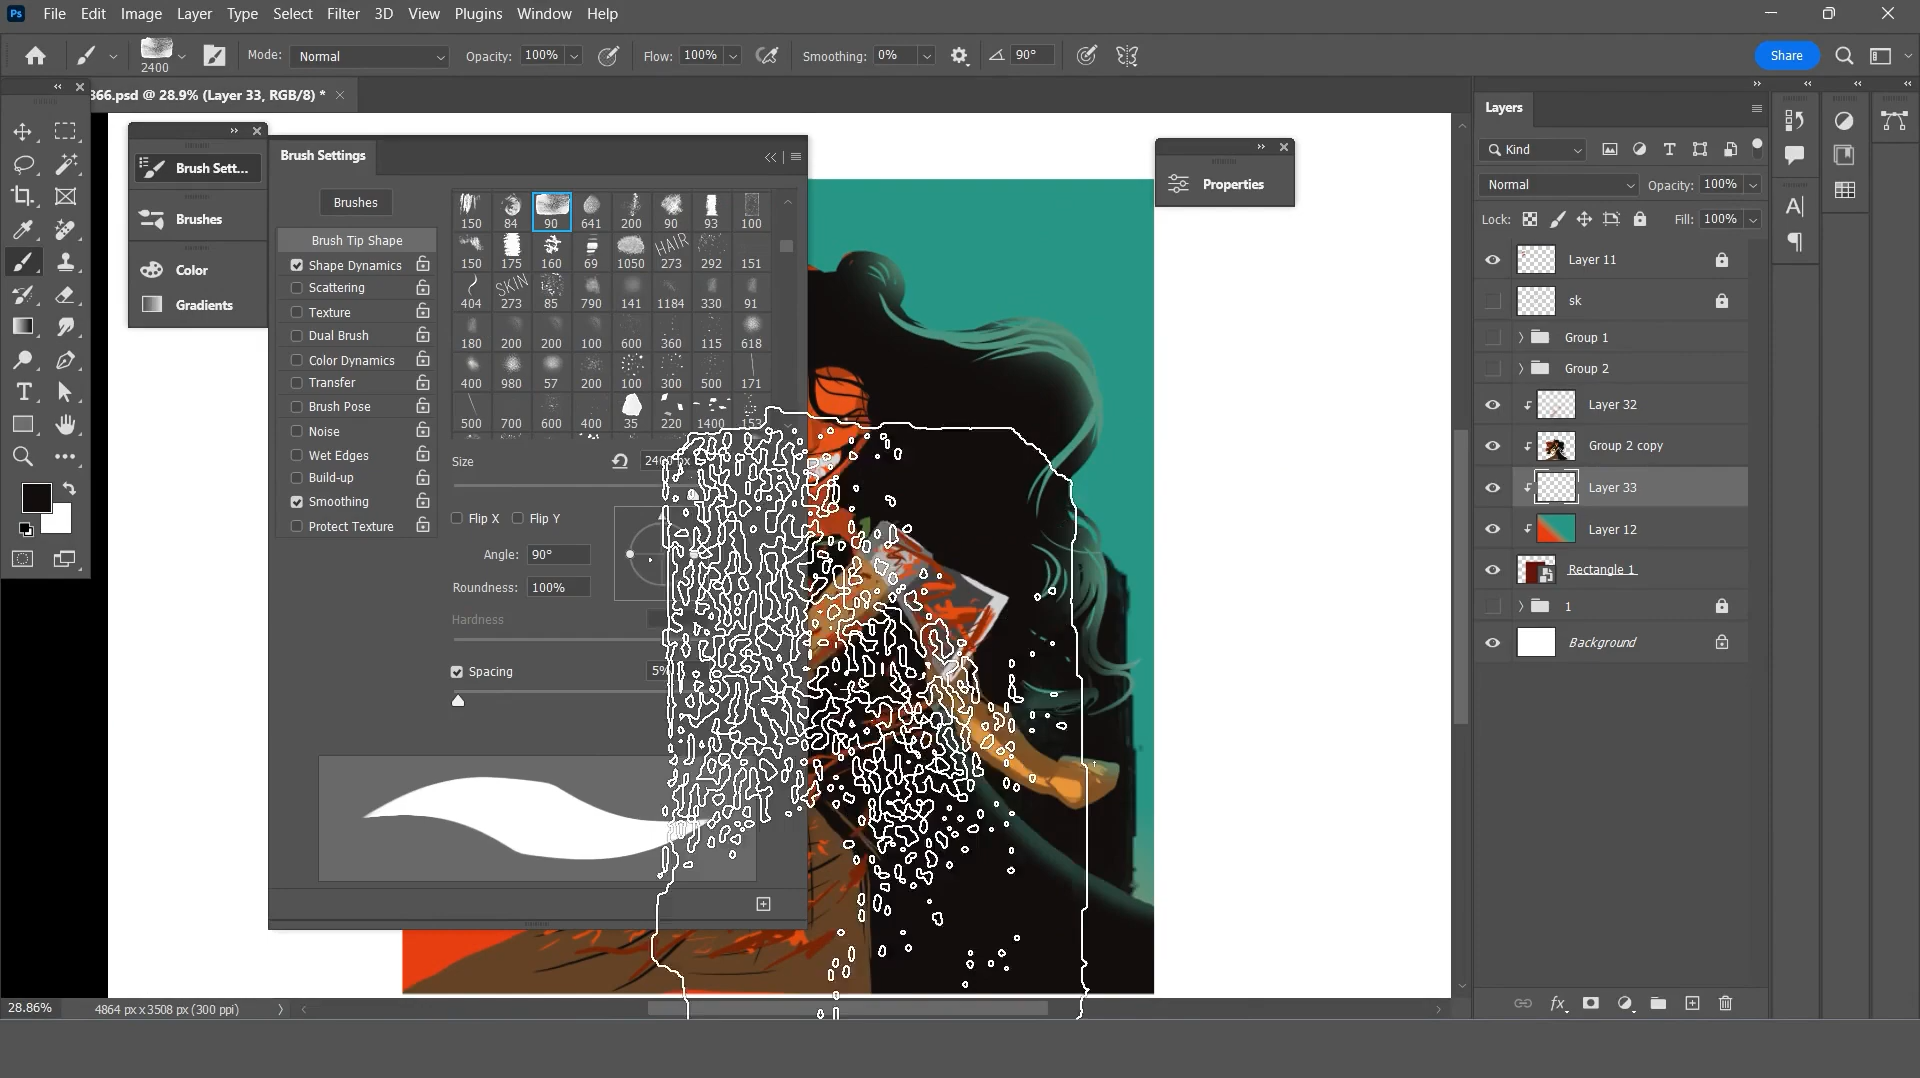 Ps File Edit Image Layer Type Select Filter 3D View Plugins Window Help
2400 Mode: Normal Opacity: 100% Flow: 100% Smoothing: 0% 90° Share
366.psd @ 28.9% (Layer 33, RGB/8) *
Brush Sett...
Brushes
Color
Gradients
Brush Settings
Brushes
Brush Tip Shape
Shape Dynamics
Scattering
Texture
Dual Brush
Color Dynamics
Transfer
Brush Pose
Noise
Wet Edges
Build-up
Smoothing
Protect Texture
150 84 90 641 200 90 93 100
HAIR
150 175 160 69 1050 273 292 151
SKIN
404 273 85 790 141 1184 330 91
180 200 200 100 600 360 115 618
400 980 57 200 100 300 500 171
500 700 600 400 35 220 1400 153
Size 2400 px
Flip X Flip Y
Angle: 90°
Roundness: 100%
Hardness
Spacing 5%
Properties
Layers
Kind
Normal Opacity: 100%
Lock: Fill: 100%
Layer 11
sk
Group 1
Group 2
Layer 32
Group 2 copy
Layer 33
Layer 12
Rectangle 1
1
Background
28.86% 4864 px x 3508 px (300 ppi)